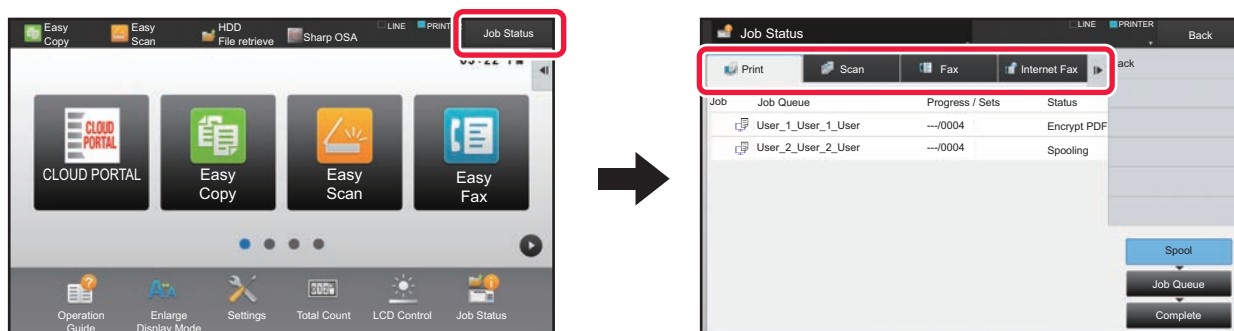 Easy
Copy
Easy
Scan
HDD
File retrieve
Sharp OSA
LINE
PRINTER
Job Status
CLOUD
PORTAL
CLOUD PORTAL
Easy
Copy
Easy
Scan
Easy
Fax
Operation
Guide
Enlarge
Display Mode
Settings
Total Count
LCD Control
Job Status
Job Status
LINE
PRINTER
Back
Print
Scan
Fax
Internet Fax
ack
Job Job Queue Progress / Sets Status
User_1_User_1_User ---/0004 Encrypt PDF
User_2_User_2_User ---/0004 Spooling
Spool
Job Queue
Complete